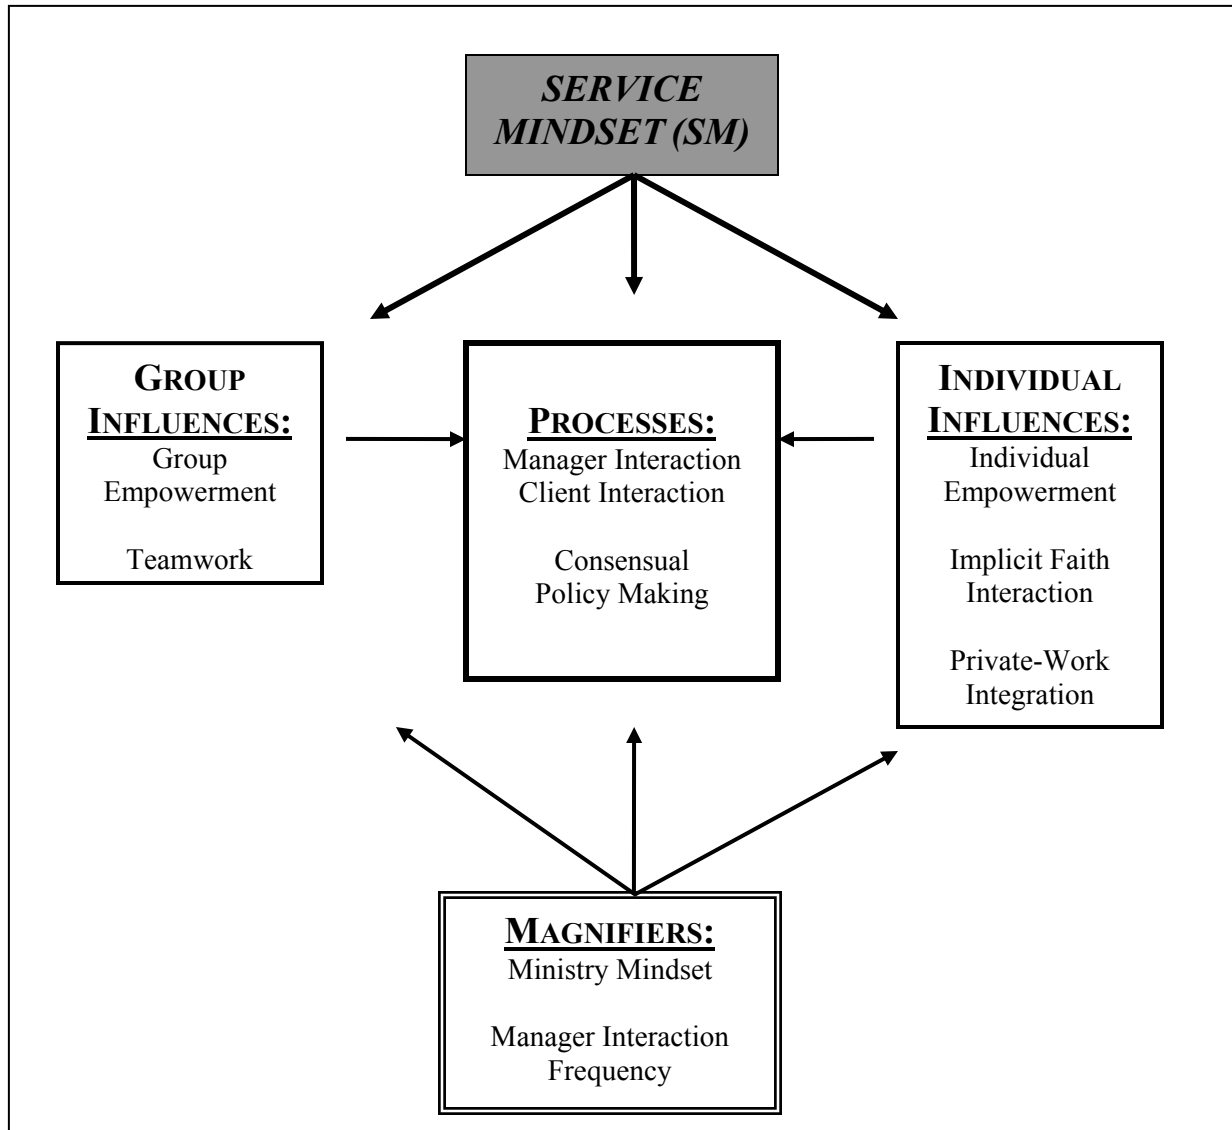 SERVICE
MINDSET (SM)
GROUP
INFLUENCES:
Group
Empowerment
Teamwork
PROCESSES:
Manager Interaction
Client Interaction
Consensual
Policy Making
INDIVIDUAL
INFLUENCES:
Individual
Empowerment
Implicit Faith
Interaction
Private-Work
Integration
MAGNIFIERS:
Ministry Mindset
Manager Interaction
Frequency